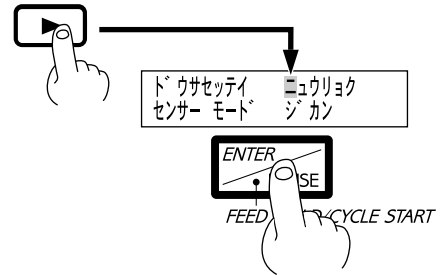 ドウサセッテイ ニュウリョク
センサー モード ジカン
ENTER
SE
FEED /CYCLE START